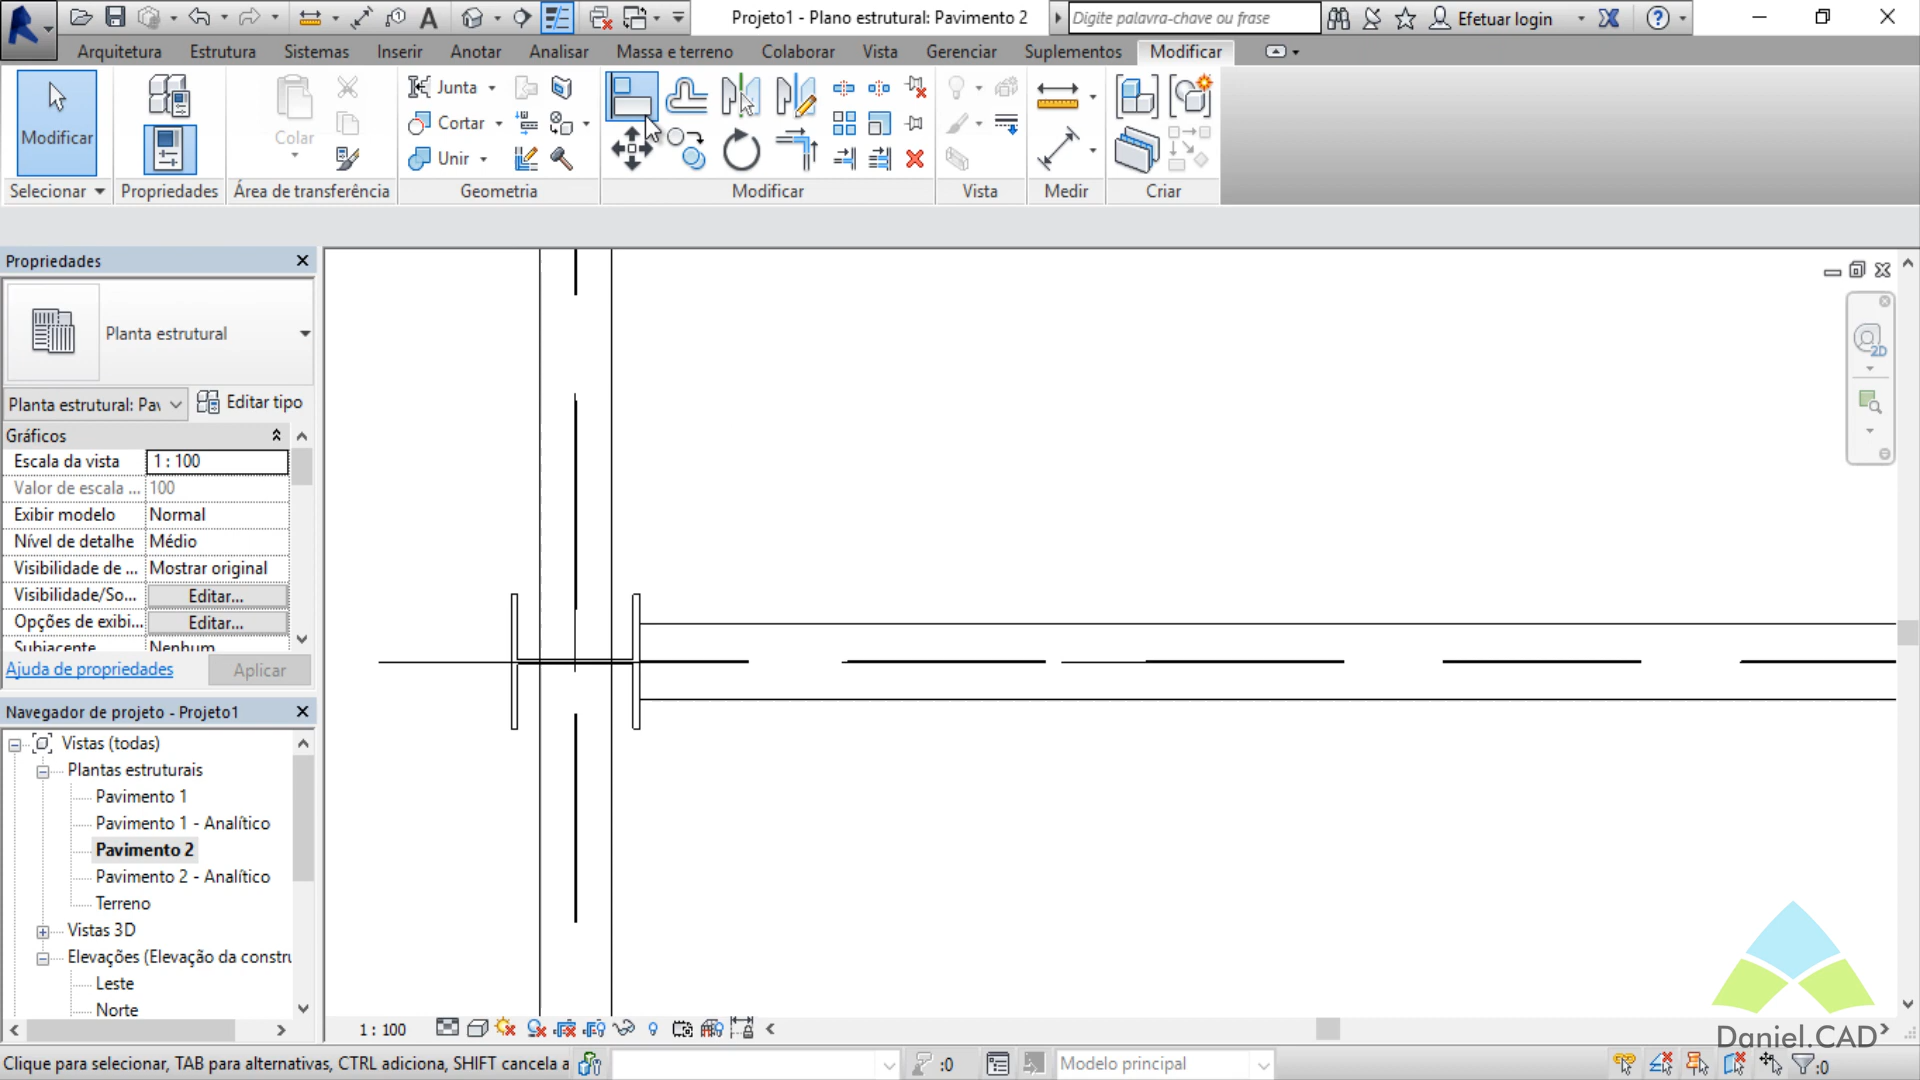 Projeto1 - Plano estrutural: Pavimento 2
Digite palavra-chave ou frase
Efetuar login
Arquitetura Estrutura Sistemas Inserir Anotar Analisar Massa e terreno Colaborar Vista Gerenciar Suplementos Modificar
Modificar
Colar
Junta
Cortar
Unir
Selecionar Propriedades Área de transferência Geometria Modificar Vista Medir Criar
Propriedades
Planta estrutural
Planta estrutural: Pav
Editar tipo
Gráficos
Escala da vista 1 : 100
Valor de escala ... 100
Exibir modelo Normal
Nível de detalhe Médio
Visibilidade de ... Mostrar original
Visibilidade/So... Editar...
Opções de exibi... Editar...
Subjacente Nenhum
Ajuda de propriedades Aplicar
Navegador de projeto - Projeto1
Vistas (todas)
Plantas estruturais
Pavimento 1
Pavimento 1 - Analítico
Pavimento 2
Pavimento 2 - Analítico
Terreno
Vistas 3D
Elevações (Elevação da constru
Leste
Norte
2D
1 : 100
Daniel.CAD
Clique para selecionar, TAB para alternativas, CTRL adiciona, SHIFT cancela a
:0
Modelo principal
:0